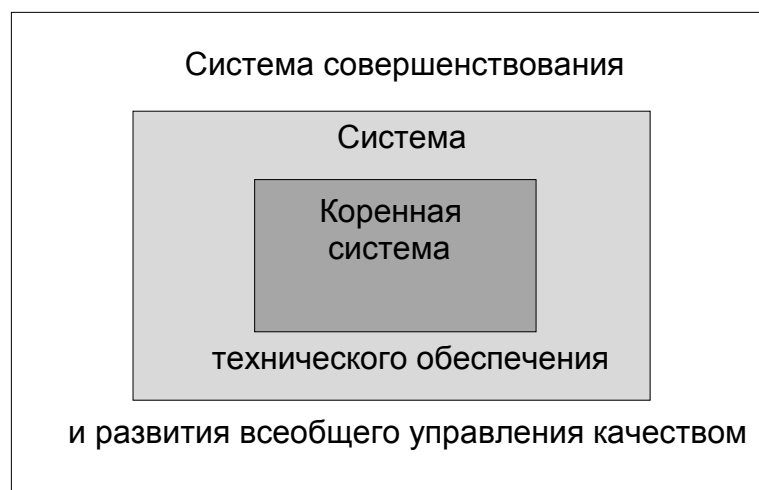 Система совершенствования
Система
Коренная
система
технического обеспечения
и развития всеобщего управления качеством